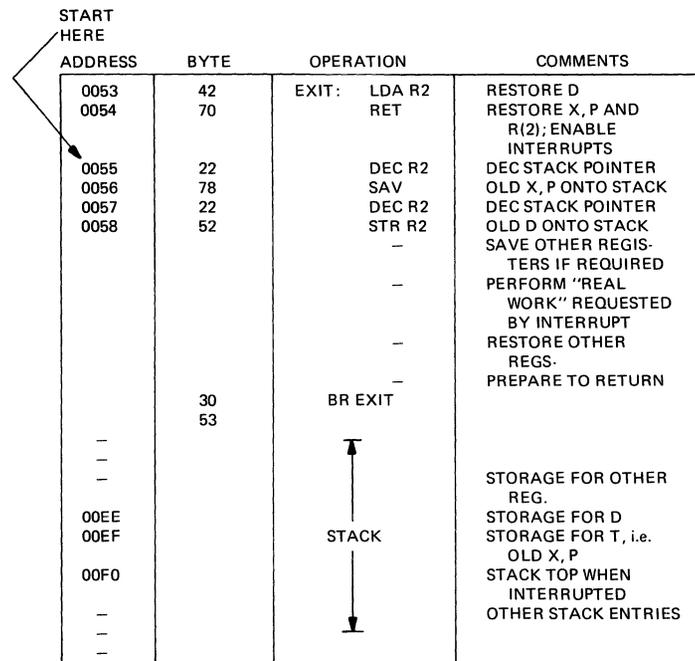 START
HERE
ADDRESS BYTE OPERATION COMMENTS
0053 42 EXIT: LDA R2 RESTORE D
0054 70 RET RESTORE X, P AND
R(2); ENABLE
INTERRUPTS
0055 22 DEC R2 DEC STACK POINTER
0056 78 SAV OLD X, P ONTO STACK
0057 22 DEC R2 DEC STACK POINTER
0058 52 STR R2 OLD D ONTO STACK
– SAVE OTHER REGIS-
TERS IF REQUIRED
– PERFORM "REAL
WORK" REQUESTED
BY INTERRUPT
– RESTORE OTHER
REGS-
– PREPARE TO RETURN
30 BR EXIT
53
–
–
– STORAGE FOR OTHER
REG.
00EE STORAGE FOR D
00EF STACK STORAGE FOR T, i.e.
OLD X, P
00F0 STACK TOP WHEN
INTERRUPTED
– OTHER STACK ENTRIES
–
–